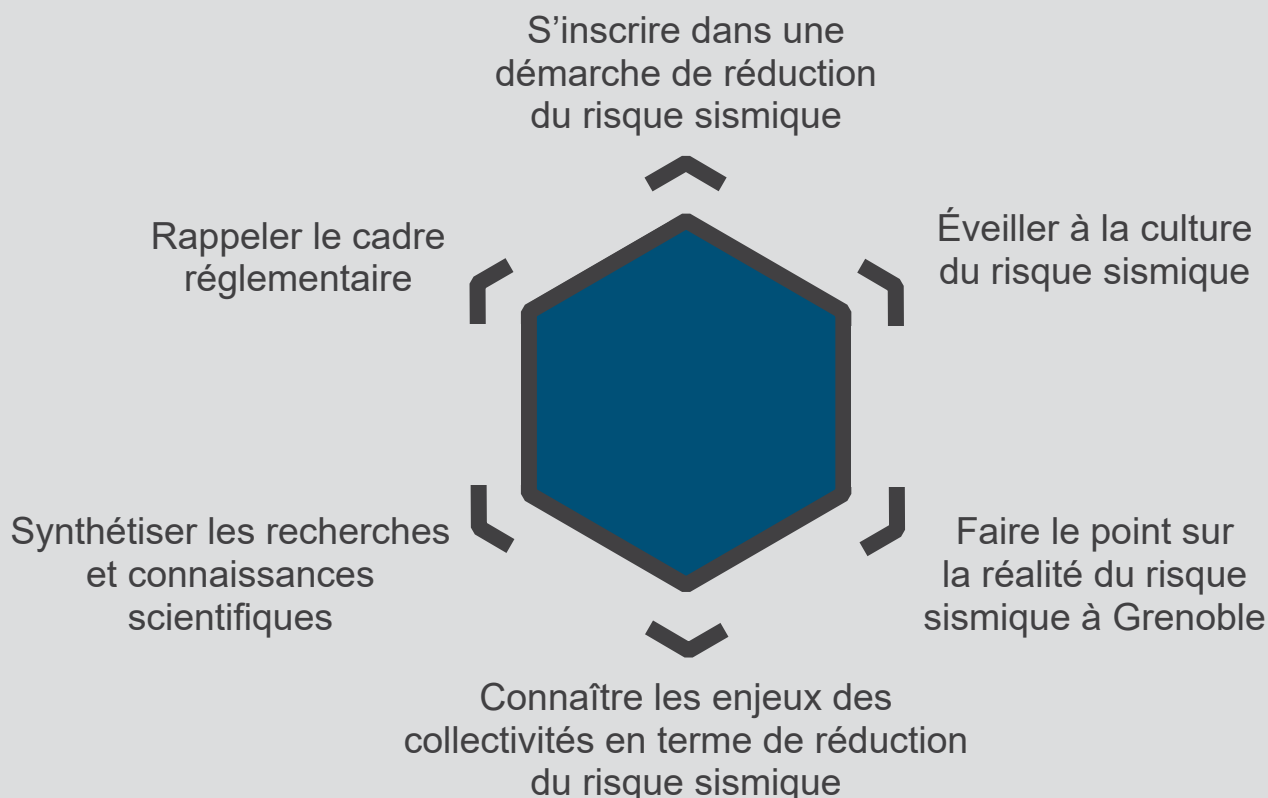 S’inscrire dans une
démarche de réduction
du risque sismique
Rappeler le cadre
réglementaire
Éveiller à la culture
du risque sismique
Synthétiser les recherches
et connaissances
scientifiques
Faire le point sur
la réalité du risque
sismique à Grenoble
Connaître les enjeux des
collectivités en terme de réduction
du risque sismique